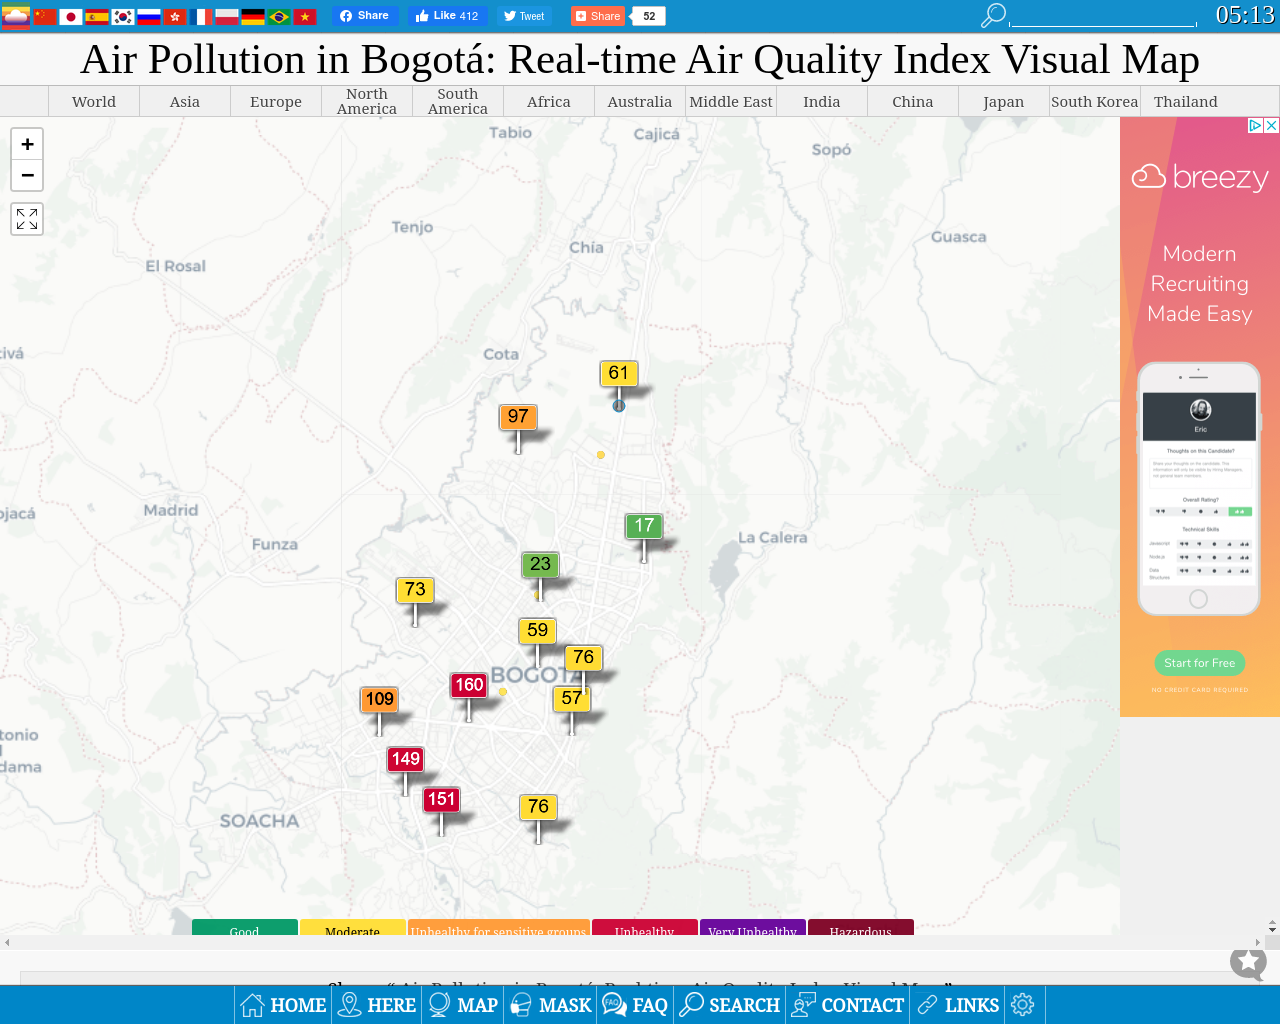 Share
Like 412
Tweet
Share
52
05:13
Air Pollution in Bogotá: Real-time Air Quality Index Visual Map
World
Asia
Europe
North America
South America
Africa
Australia
Middle East
India
China
Japan
South Korea
Thailand
+
−
Tabio
Cajicá
Sopó
Tenjo
Chía
Guasca
El Rosal
Cota
61
97
Madrid
17
Funza
La Calera
23
73
59
76
BOGOTÁ
160
109
57
149
151
76
SOACHA
Good
Moderate
Unhealthy for sensitive groups
Unhealthy
Very Unhealthy
Hazardous
breezy
Modern
Recruiting
Made Easy
Eric
Thoughts on this Candidate?
Overall Rating?
Technical Skills
Javascript
Node.js
Data
Structures
Start for Free
NO CREDIT CARD REQUIRED
HOME
HERE
MAP
MASK
FAQ
SEARCH
CONTACT
LINKS